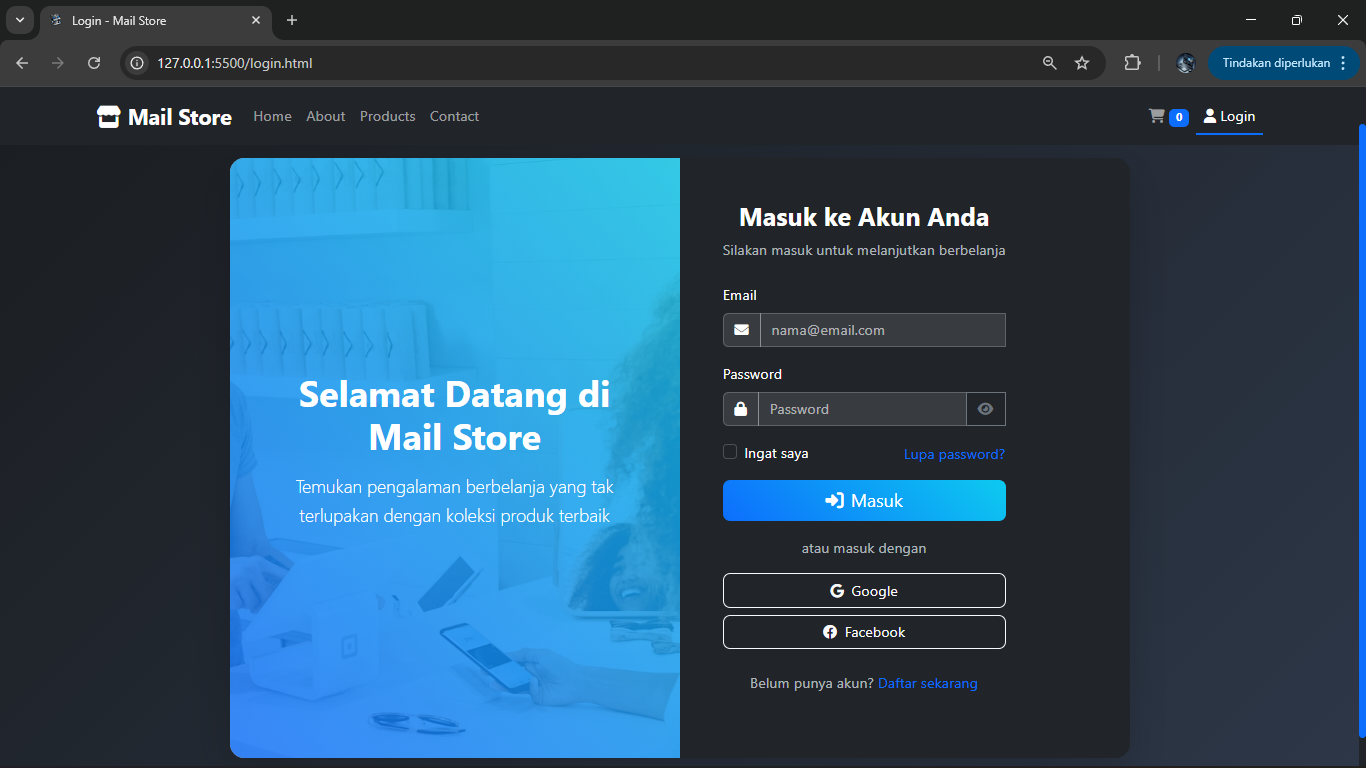 Login - Mail Store
127.0.0.1:5500/login.html
Tindakan diperlukan
Mail Store
Home
About
Products
Contact
0
Login
Selamat Datang di
Mail Store
Temukan pengalaman berbelanja yang tak
terlupakan dengan koleksi produk terbaik
Masuk ke Akun Anda
Silakan masuk untuk melanjutkan berbelanja
Email
nama@email.com
Password
Password
Ingat saya
Lupa password?
Masuk
atau masuk dengan
Google
Facebook
Belum punya akun? Daftar sekarang